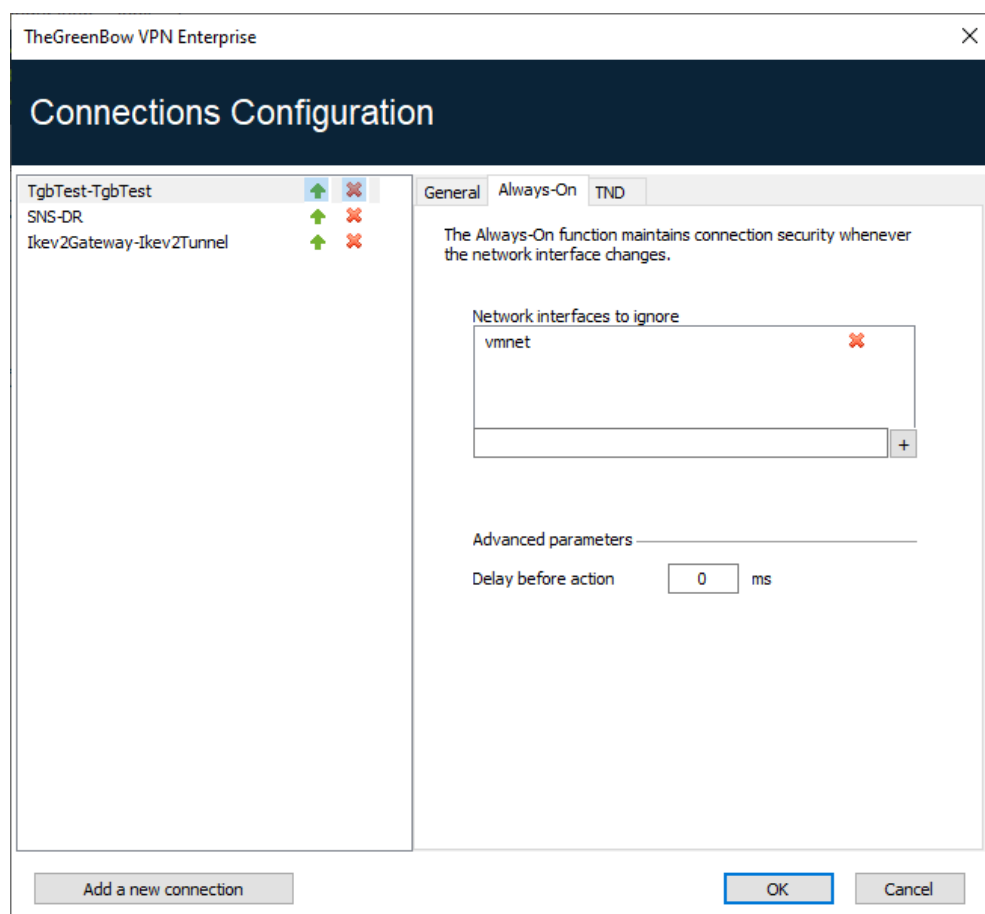 TheGreenBow VPN Enterprise
Connections Configuration
TgbTest-TgbTest
SNS-DR
Ikev2Gateway-Ikev2Tunnel
General Always-On TND
The Always-On function maintains connection security whenever
the network interface changes.
Network interfaces to ignore
vmnet
+
Advanced parameters
Delay before action 0 ms
Add a new connection OK Cancel